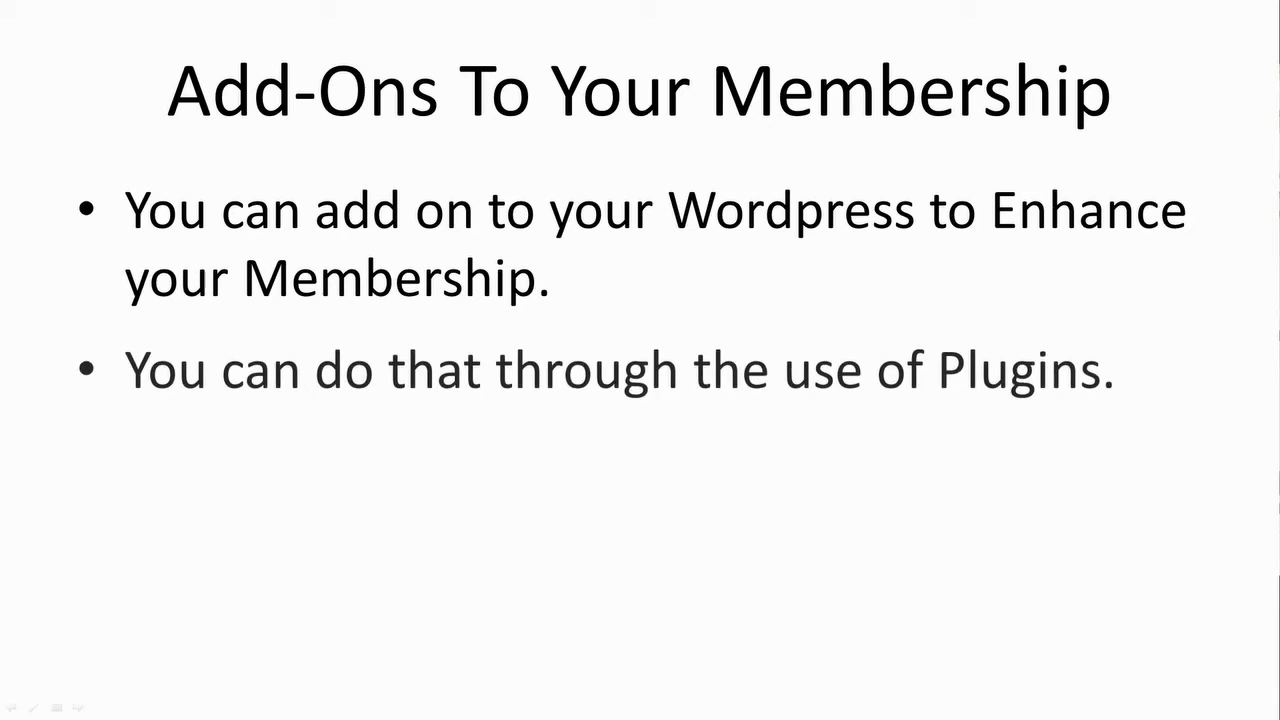 Add-Ons To Your Membership
• You can add on to your Wordpress to Enhance
your Membership.
• You can do that through the use of Plugins.